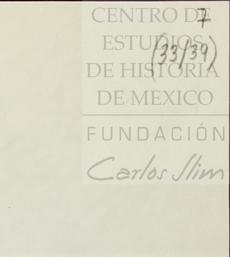 7
CENTRO DE
ESTUDIOS
(33/39)
DE HISTORIA
DE MEXICO
FUNDACIÓN
Carlos Slim